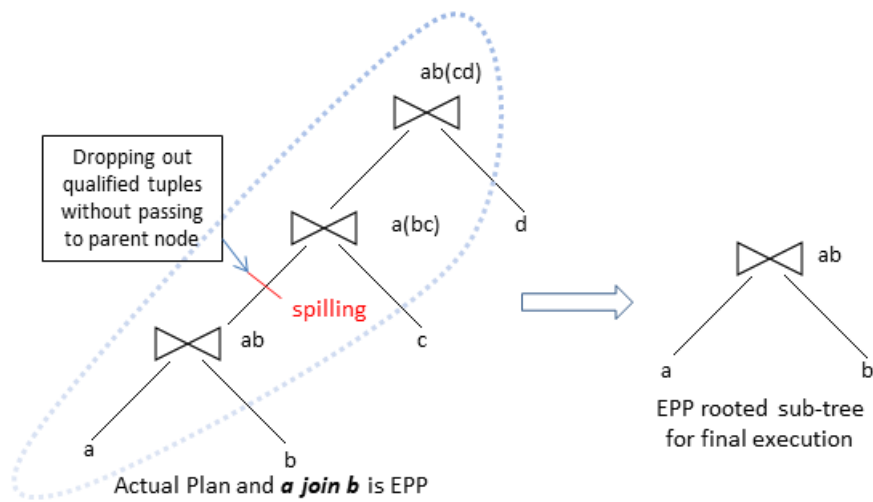 ab(cd)
Dropping out
qualified tuples
without passing
to parent node
a(bc)
d
ab
spilling
ab
c
a
b
a
b
EPP rooted sub-tree
for final execution
Actual Plan and a join b is EPP